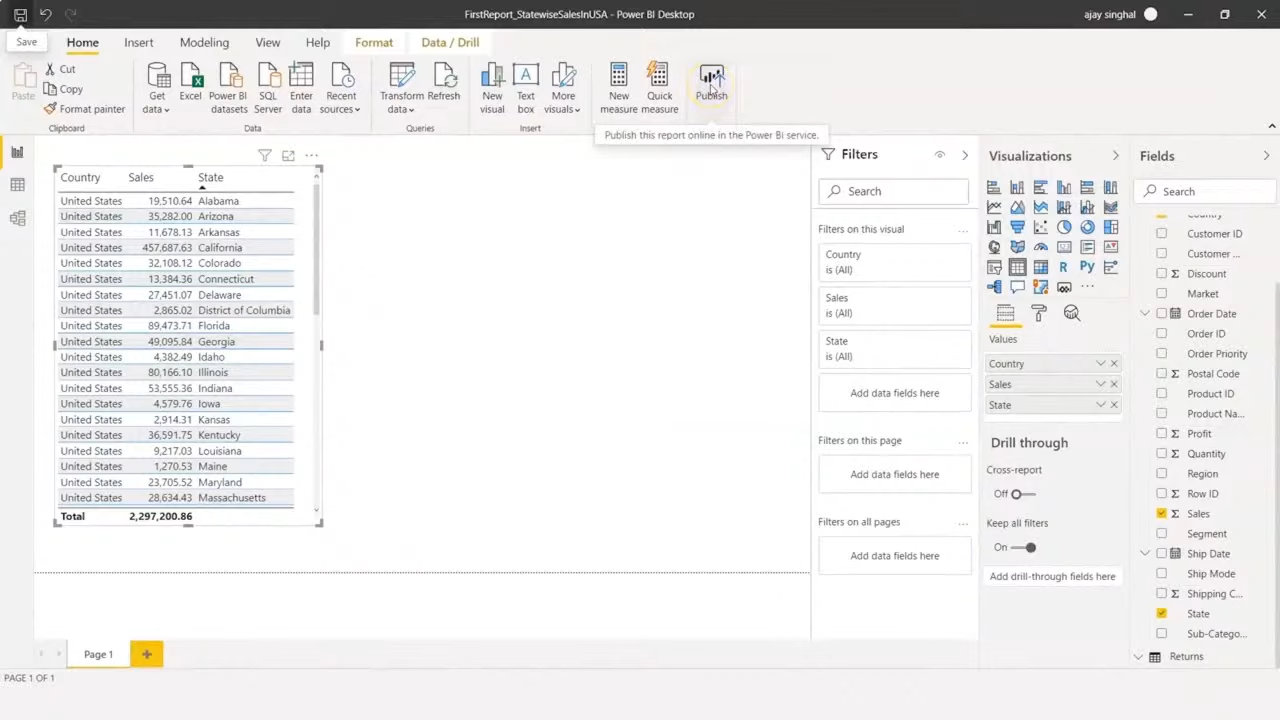 FirstReport_StatewiseSalesInUSA - Power BI Desktop
ajay singhal
Save
Home Insert Modeling View Help Format Data / Drill
Paste
Cut
Copy
Format painter
Clipboard
Get data
Excel
Power BI datasets
SQL Server
Enter data
Recent sources
Data
Transform data
Refresh
Queries
New visual
Text box
More visuals
Insert
New measure
Quick measure
Publish
Publish this report online in the Power BI service.
Country Sales State
United States 19,510.64 Alabama
United States 35,282.00 Arizona
United States 11,678.13 Arkansas
United States 457,687.63 California
United States 32,108.12 Colorado
United States 13,384.36 Connecticut
United States 27,451.07 Delaware
United States 2,865.02 District of Columbia
United States 89,473.71 Florida
United States 49,095.84 Georgia
United States 4,382.49 Idaho
United States 80,166.10 Illinois
United States 53,555.36 Indiana
United States 4,579.76 Iowa
United States 2,914.31 Kansas
United States 36,591.75 Kentucky
United States 9,217.03 Louisiana
United States 1,270.53 Maine
United States 23,705.52 Maryland
United States 28,634.43 Massachusetts
Total 2,297,200.86
Page 1
PAGE 1 OF 1
Filters
Search
Filters on this visual ...
Country
is (All)
Sales
is (All)
State
is (All)
Add data fields here
Filters on this page ...
Add data fields here
Filters on all pages ...
Add data fields here
Visualizations
R Py
Values
Country
Sales
State
Drill through
Cross-report
Off
Keep all filters
On
Add drill-through fields here
Fields
Search
Country
Customer ID
Customer ...
Discount
Market
Order Date
Order ID
Order Priority
Postal Code
Product ID
Product Na...
Profit
Quantity
Region
Row ID
Sales
Segment
Ship Date
Ship Mode
Shipping C...
State
Sub-Catego...
Returns